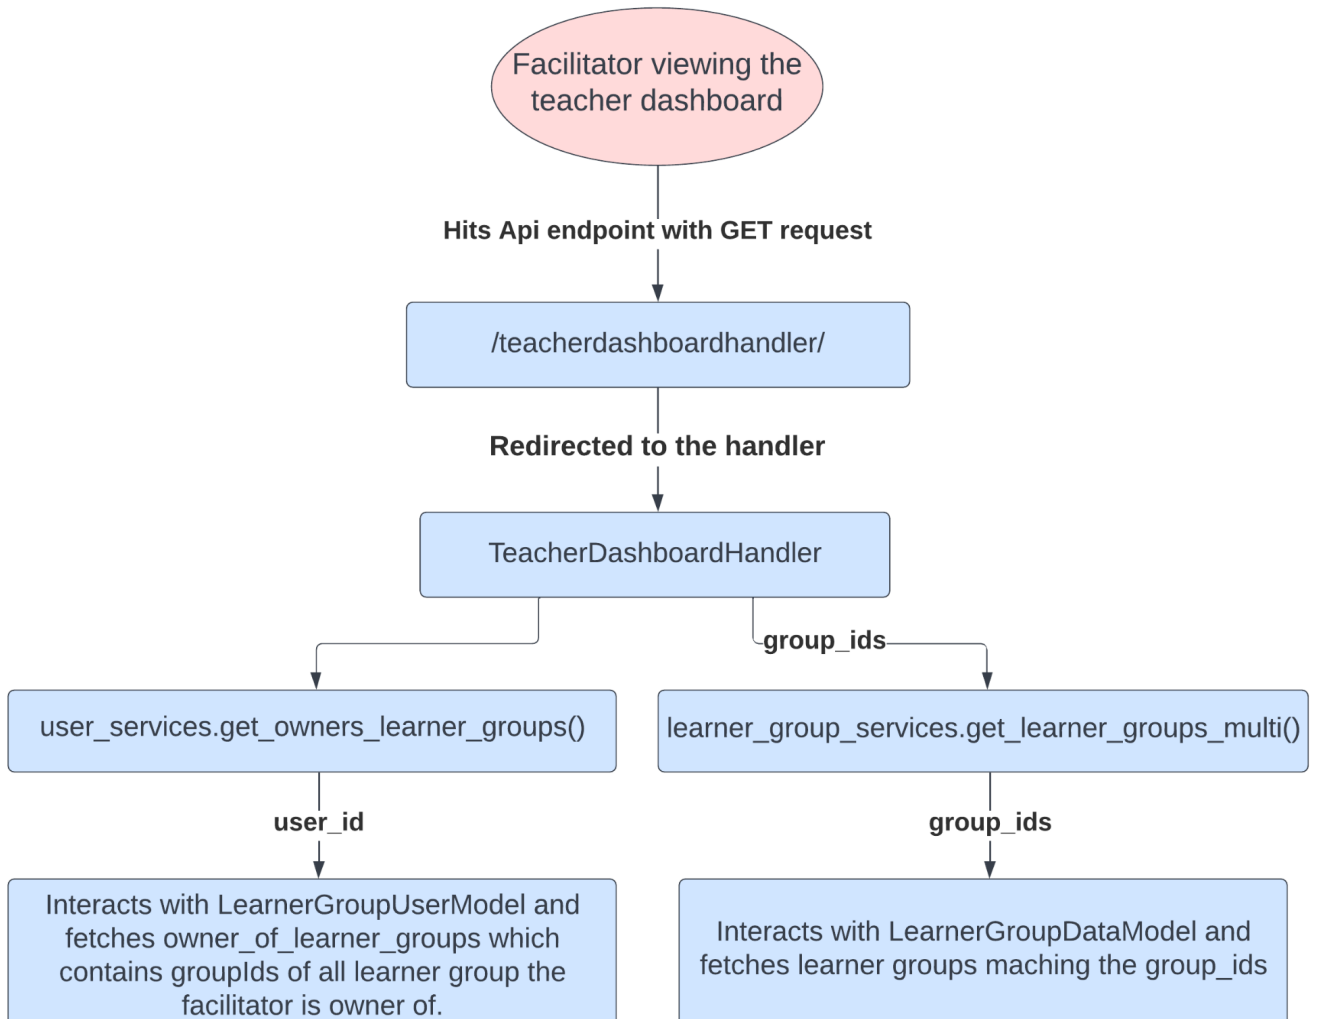 Facilitator viewing the
teacher dashboard
Hits Api endpoint with GET request
/teacherdashboardhandler/
Redirected to the handler
TeacherDashboardHandler
group_ids
user_services.get_owners_learner_groups()
learner_group_services.get_learner_groups_multi()
user_id
group_ids
Interacts with LearnerGroupUserModel and
fetches owner_of_learner_groups which
contains groupIds of all learner group the
facilitator is owner of.
Interacts with LearnerGroupDataModel and
fetches learner groups maching the group_ids